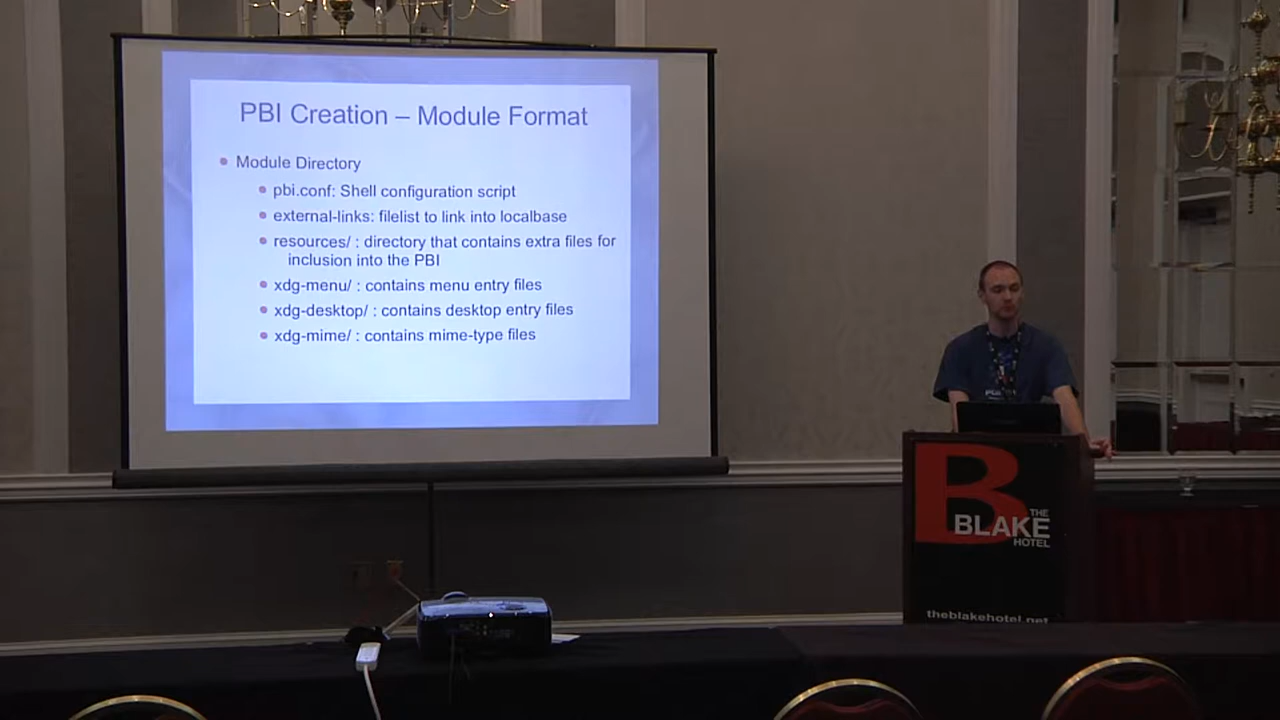 PBI Creation – Module Format
Module Directory
pbi.conf: Shell configuration script
external-links: filelist to link into localbase
resources/ : directory that contains extra files for
inclusion into the PBI
xdg-menu/ : contains menu entry files
xdg-desktop/ : contains desktop entry files
xdg-mime/ : contains mime-type files
B
THE
BLAKE
HOTEL
theblakehotel.net